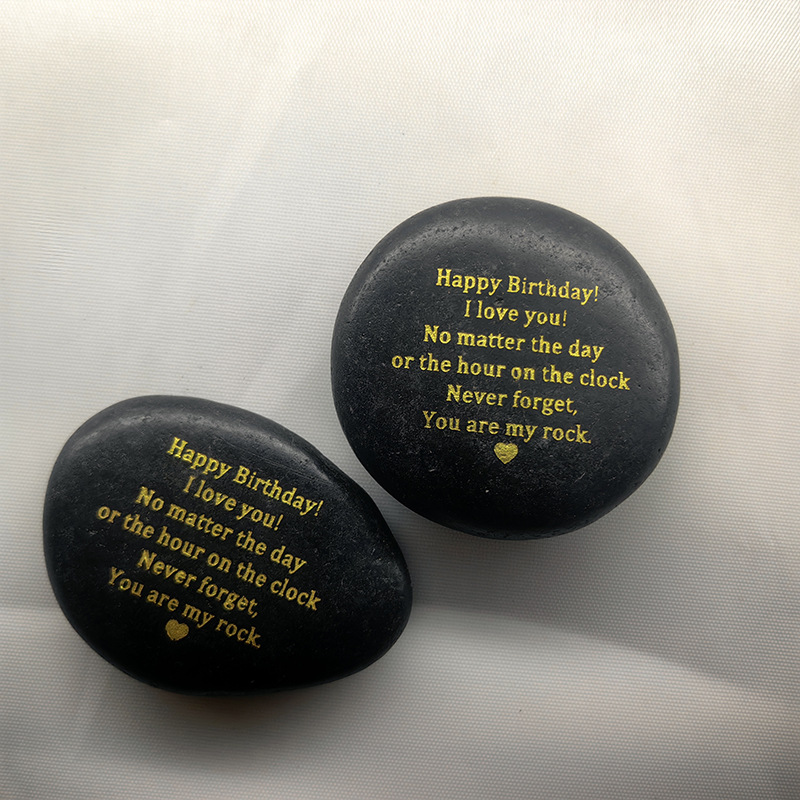 Happy Birthday!
I love you!
No matter the day
or the hour on the clock
Never forget,
You are my rock.
Happy Birthday!
I love you!
No matter the day
or the hour on the clock
Never forget,
You are my rock.